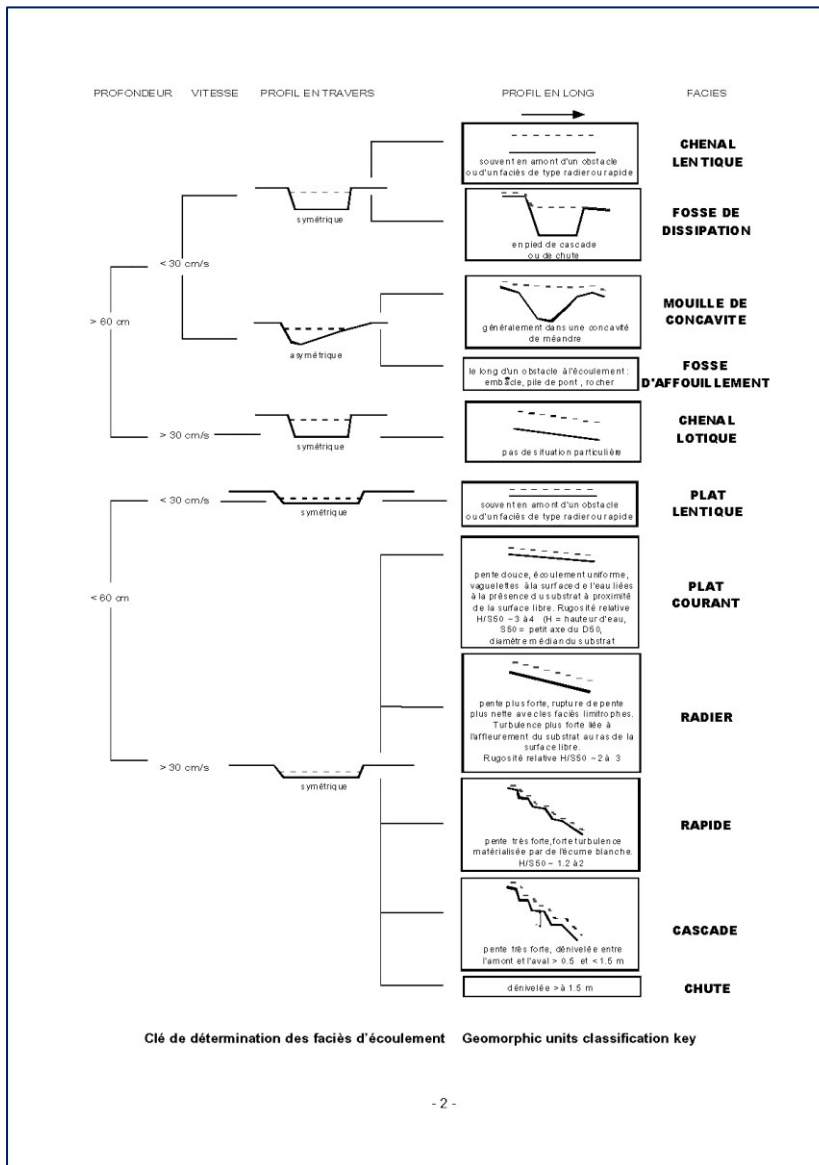 PROFONDEUR VITESSE PROFIL EN TRAVERS PROFIL EN LONG FACIES
souvent en amont d'un obstacle
ou d'un faciès de type radier ou rapide
CHENAL
LENTIQUE
symétrique
en pied de cascade
ou de chute
FOSSE DE
DISSIPATION
< 30 cm/s
> 60 cm
généralement dans une concavité
de méandre
MOUILLE DE
CONCAVITE
asymétrique
le long d'un obstacle à l'écoulement :
embâcle, pile de pont , rocher
FOSSE
D'AFFOUILLEMENT
> 30 cm/s
symétrique
pas de situation particulière
CHENAL
LOTIQUE
< 30 cm/s
symétrique
souvent en amont d'un obstacle
ou d'un faciès de type radier ou rapide
PLAT
LENTIQUE
< 60 cm
pente douce, écoulement uniforme,
vaguelettes à la surface de l'eau liées
à la présence du substrat à proximité
de la surface libre. Rugosité relative
H/S50 ~ 3 à 4 (H = hauteur d'eau,
S50 = petit axe du D50,
diamètre médian du substrat
PLAT
COURANT
pente plus forte, rupture de pente
plus nette avec les faciès limitrophes.
Turbulence plus forte liée à
l'affleurement du substrat au ras de la
surface libre.
Rugosité relative H/S50 ~ 2 à 3
RADIER
> 30 cm/s
symétrique
pente très forte, forte turbulence
matérialisée par de l'écume blanche.
H/S50 ~ 1.2 à 2
RAPIDE
pente très forte, dénivelée entre
l'amont et l'aval > 0.5 et < 1.5 m
CASCADE
dénivelée > à 1.5 m
CHUTE
Clé de détermination des faciès d'écoulement Geomorphic units classification key
- 2 -